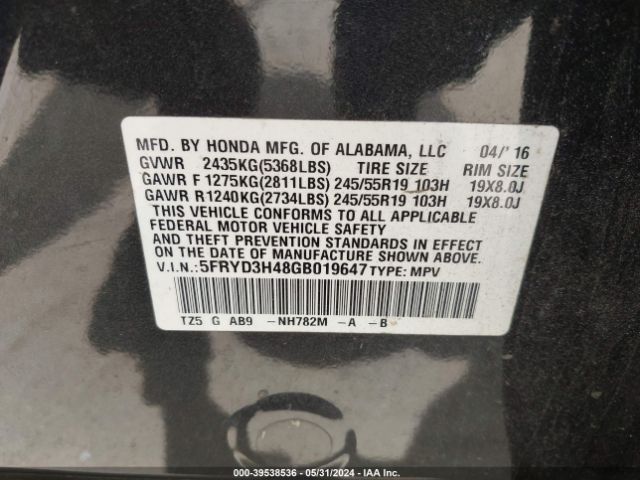 MFD. BY HONDA MFG. OF ALABAMA, LLC 04/' 16
GVWR 2435KG(5368LBS) TIRE SIZE RIM SIZE
GAWR F 1275KG(2811LBS) 245/55R19 103H 19X8.0J
GAWR R 1240KG(2734LBS) 245/55R19 103H 19X8.0J
THIS VEHICLE CONFORMS TO ALL APPLICABLE
FEDERAL MOTOR VEHICLE SAFETY
AND THEFT PREVENTION STANDARDS IN EFFECT
ON THE DATE OF MANUFACTURE SHOWN ABOVE.
V.I.N.: 5FRYD3H48GB019647 TYPE: MPV
TZ5 G AB9 -NH782M -A -B
000-39538536 - 05/31/2024 - IAA Inc.